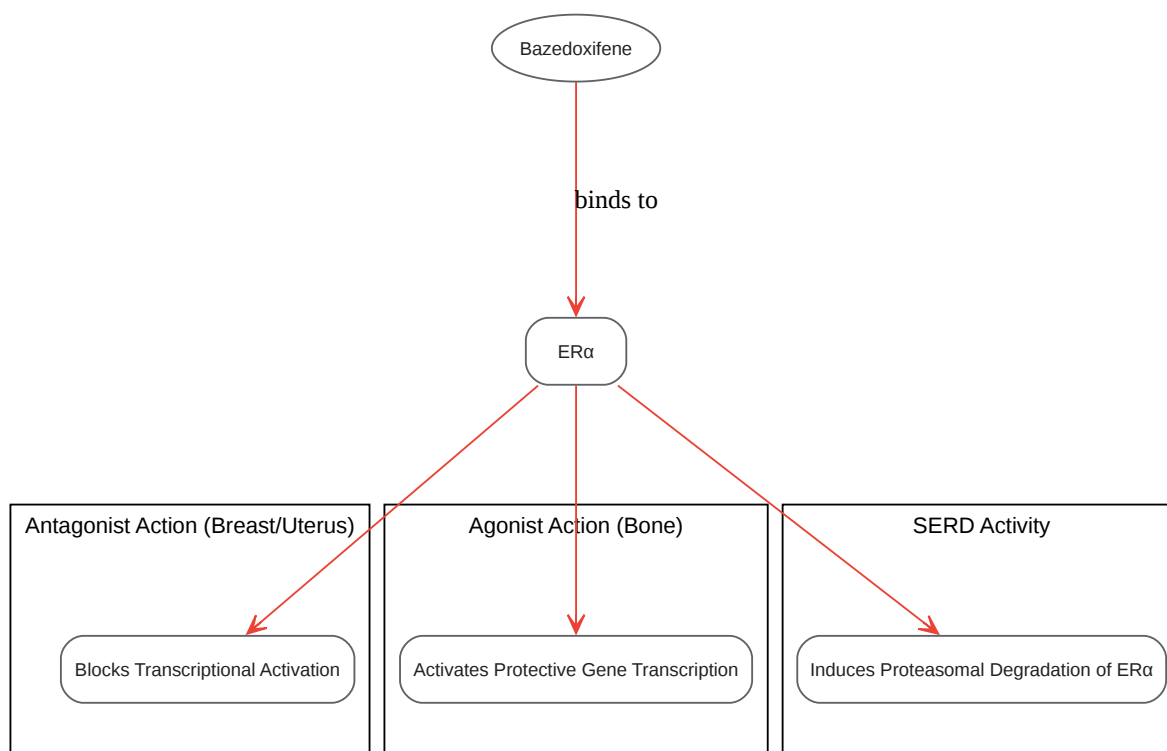 Bazedoxifene
binds to
ERα
Antagonist Action (Breast/Uterus)
Agonist Action (Bone)
SERD Activity
Blocks Transcriptional Activation
Activates Protective Gene Transcription
Induces Proteasomal Degradation of ERα